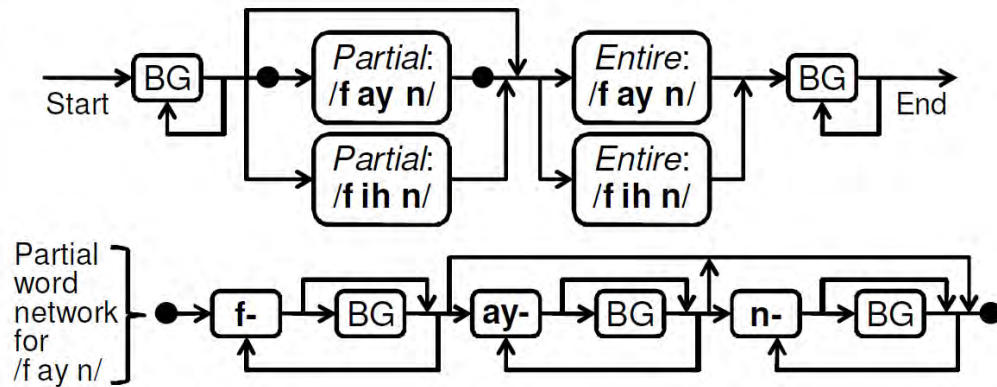 BG
Partial:
/f ay n/
Entire:
/f ay n/
BG
Start
End
Partial:
/f ih n/
Entire:
/f ih n/
Partial
word
network
for
/f ay n/
f-
BG
ay-
BG
n-
BG